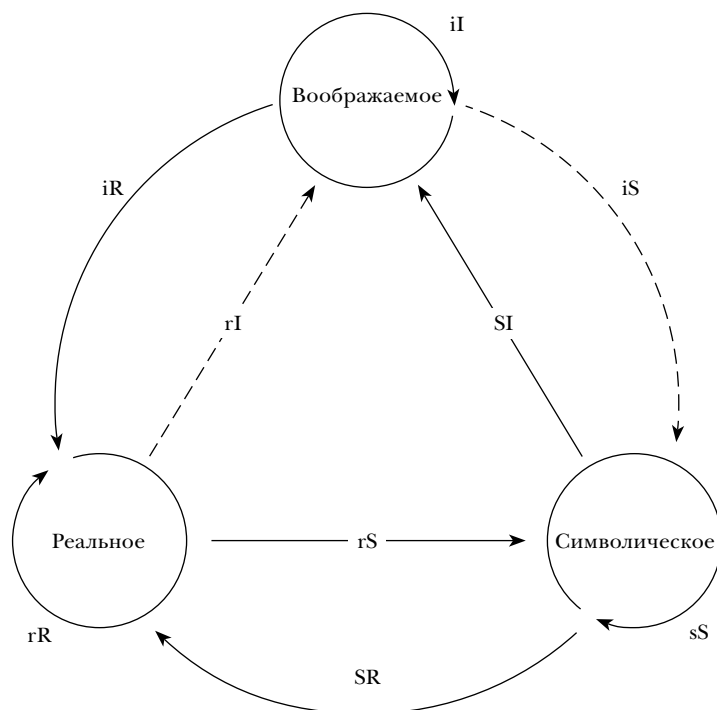 iI
Воображаемое
iR
iS
rI
SI
Реальное
rS
Символическое
rR
sS
SR